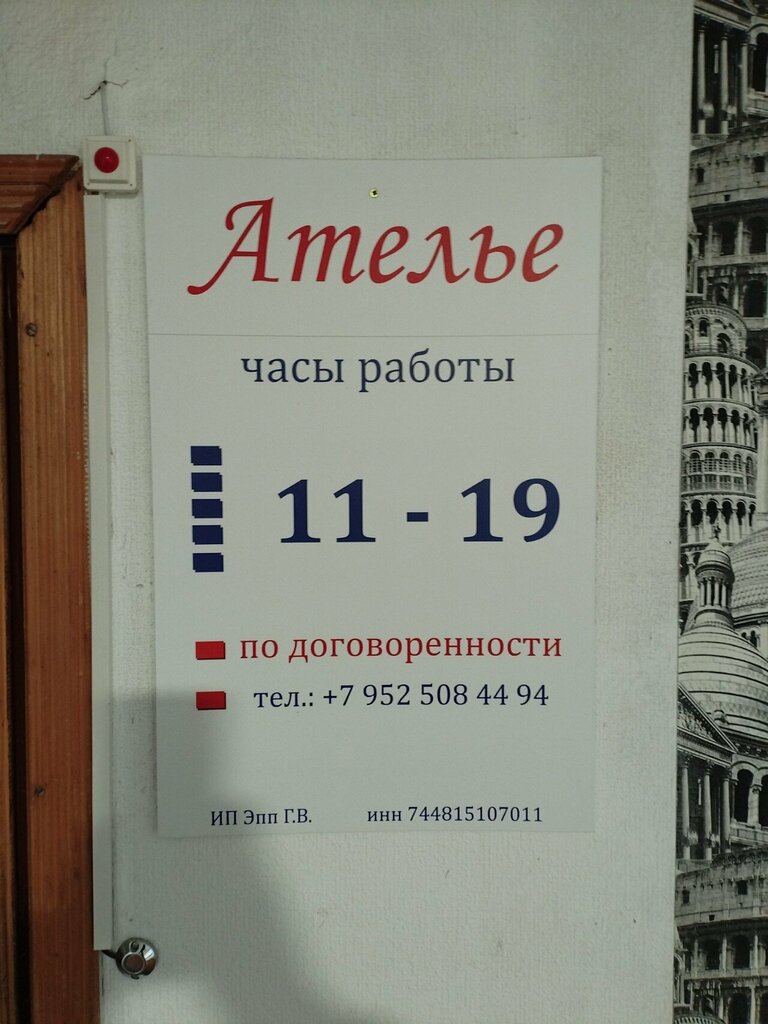 Ателье
часы работы
11 - 19
по договоренности
тел.: +7 952 508 44 94
ИП Эпп Г.В. инн 744815107011